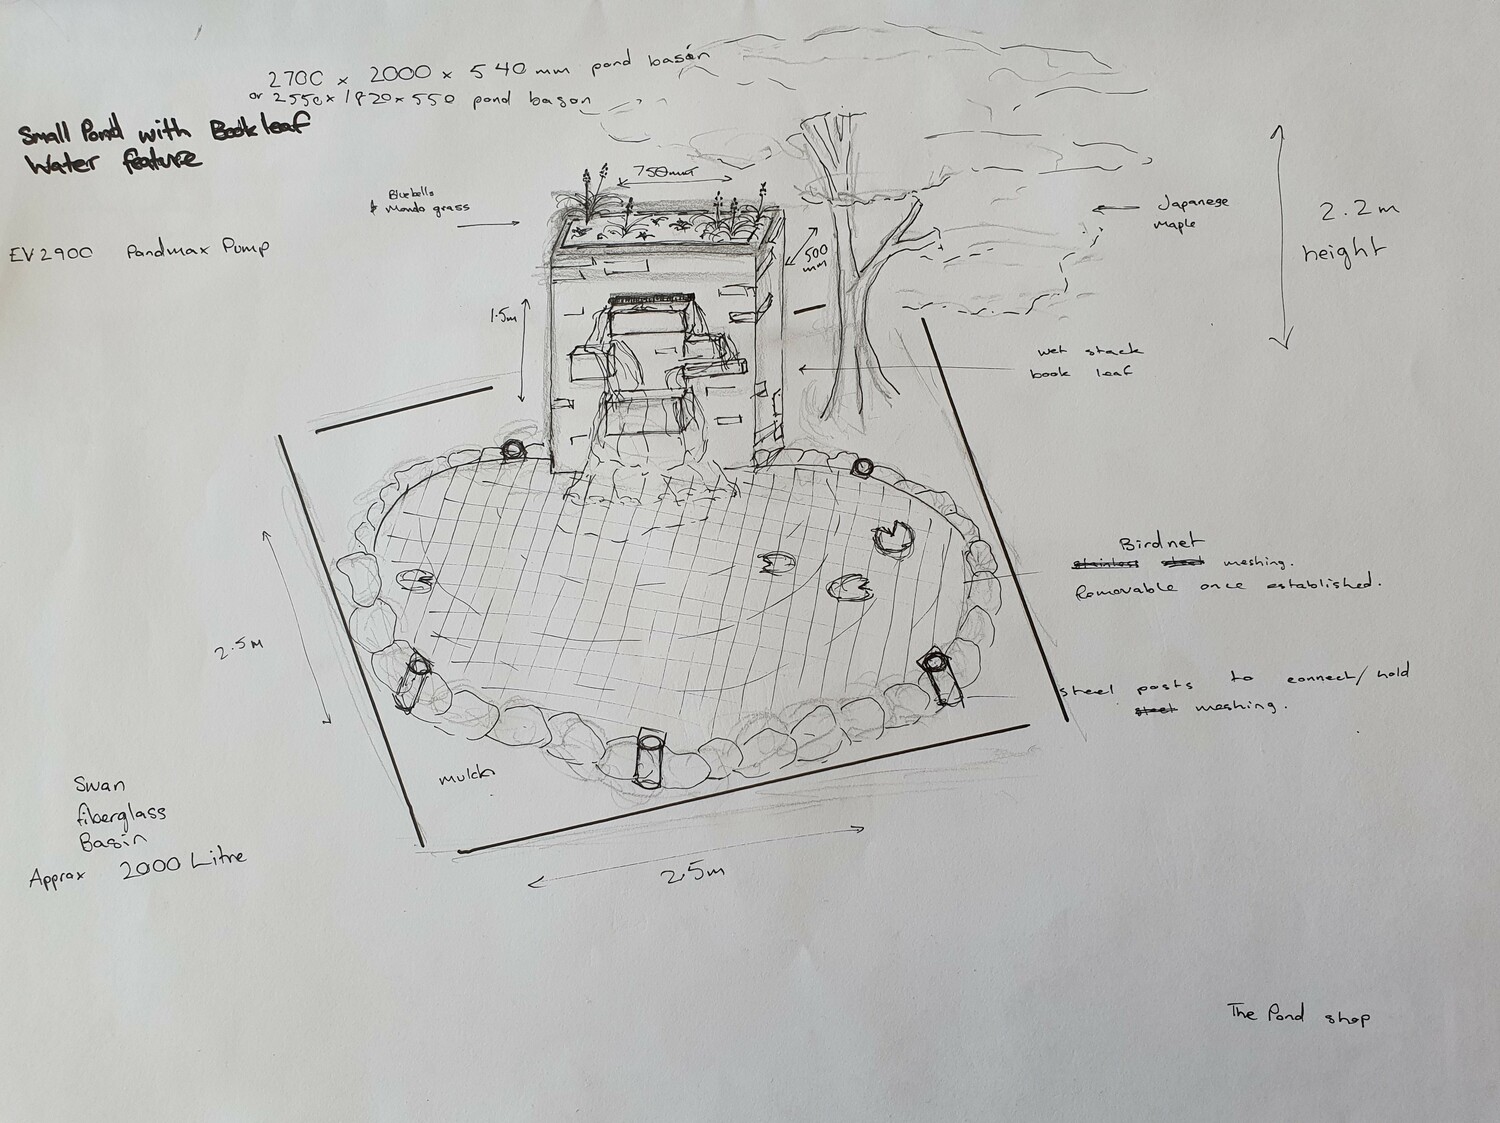 2700 x 2000 x 540 mm pond basin
or 2550 x 1820 x 550 pond bason
Small Pond with Book leaf
Water feature
750mm
Bluebells
& Mondo grass
Japanese
maple
2.2m
height
EV2900 Pondmax Pump
500
mm
1.5m
wet stack
book leaf
Birdnet
stainless steel meshing.
Removable once established.
2.5M
steel posts to connect/hold
steel meshing.
mulch
Swan
fiberglass
Basin
Approx 2000 Litre
2.5m
The Pond shop